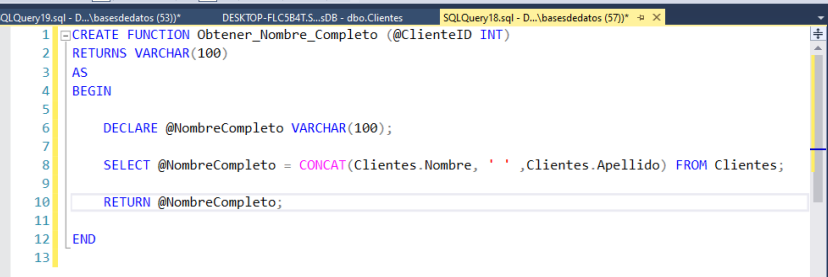 QLQuery19.sql - D...\basesdedatos (53))* DESKTOP-FLC5B4T.S...sDB - dbo.Clientes SQLQuery18.sql - D...\basesdedatos (57))*
1 CREATE FUNCTION Obtener_Nombre_Completo (@ClienteID INT)
2 RETURNS VARCHAR(100)
3 AS
4 BEGIN
5
6 DECLARE @NombreCompleto VARCHAR(100);
7
8 SELECT @NombreCompleto = CONCAT(Clientes.Nombre, ' ' ,Clientes.Apellido) FROM Clientes;
9
10 RETURN @NombreCompleto;
11
12 END
13